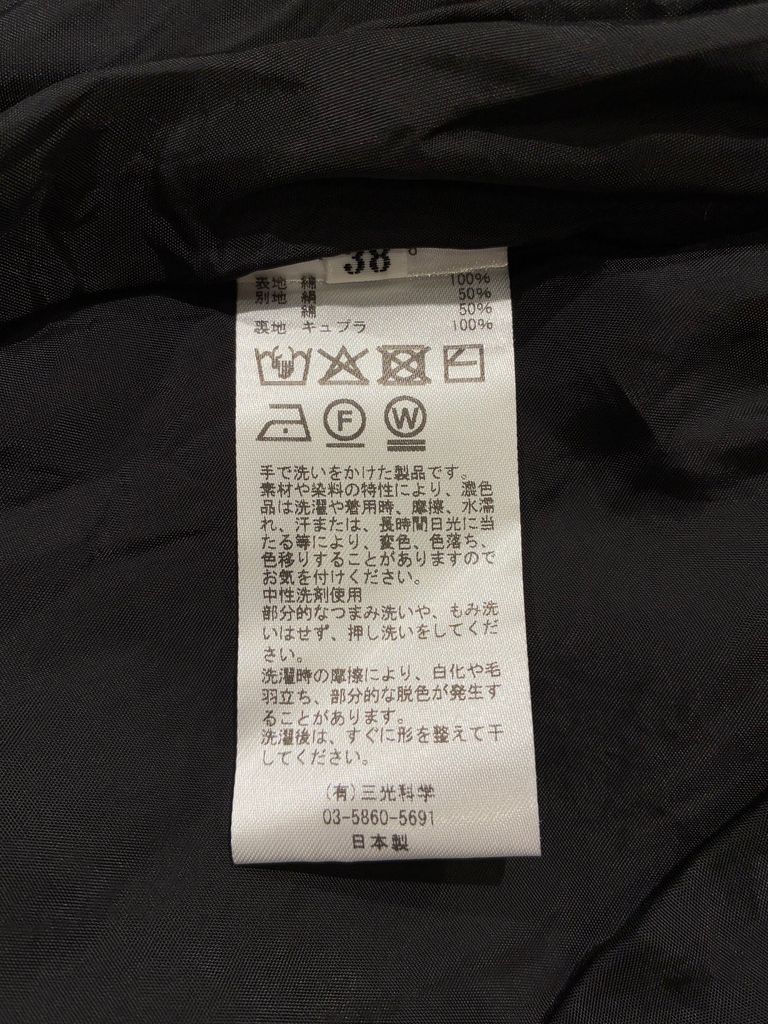 38
表地 綿 100%
別地 絹 50%
綿 50%
裏地 キュプラ 100%
F W
手で洗いをかけた製品です。
素材や染料の特性により、濃色
品は洗濯や着用時、摩擦、水濡
れ、汗または、長時間日光に当
たる等により、変色、色落ち、
色移りすることがありますので
お気を付けください。
中性洗剤使用
部分的なつまみ洗いや、もみ洗
いはせず、押し洗いをしてくだ
さい。
洗濯時の摩擦により、白化や毛
羽立ち、部分的な脱色が発生す
ることがあります。
洗濯後は、すぐに形を整えて干
してください。
(有)三光科学
03-5860-5691
日本製